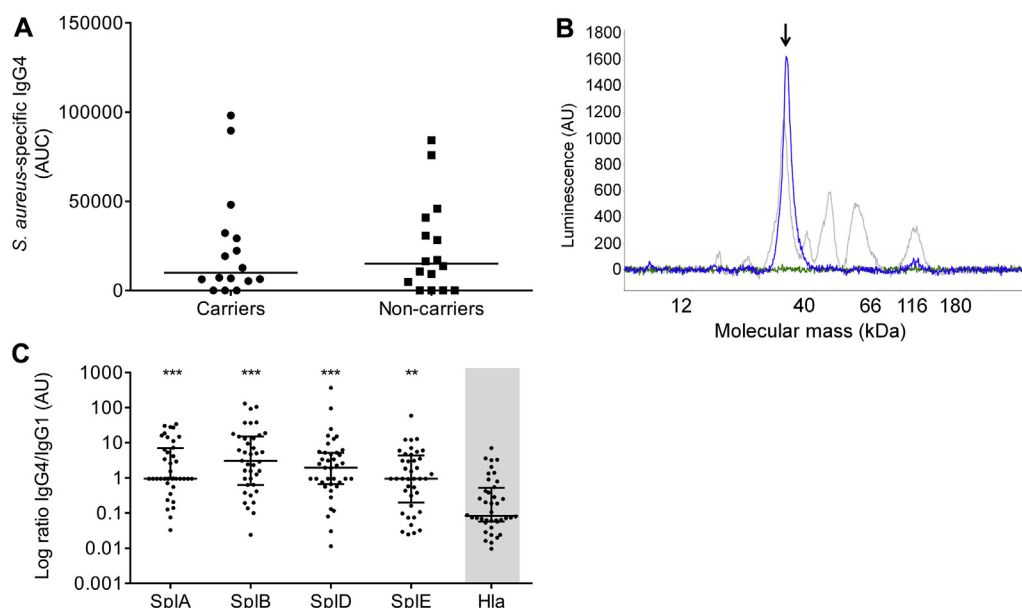 A
150000
100000
50000
0
S. aureus-specific IgG4
(AUC)
Carriers
Non-carriers
B
1800
1600
1400
1200
1000
800
600
400
200
0
Luminescence (AU)
12
40
66
116
180
Molecular mass (kDa)
C
1000
100
10
1
0.1
0.01
0.001
Log ratio IgG4/IgG1 (AU)
***
***
***
**
SplA
SplB
SplD
SplE
Hla